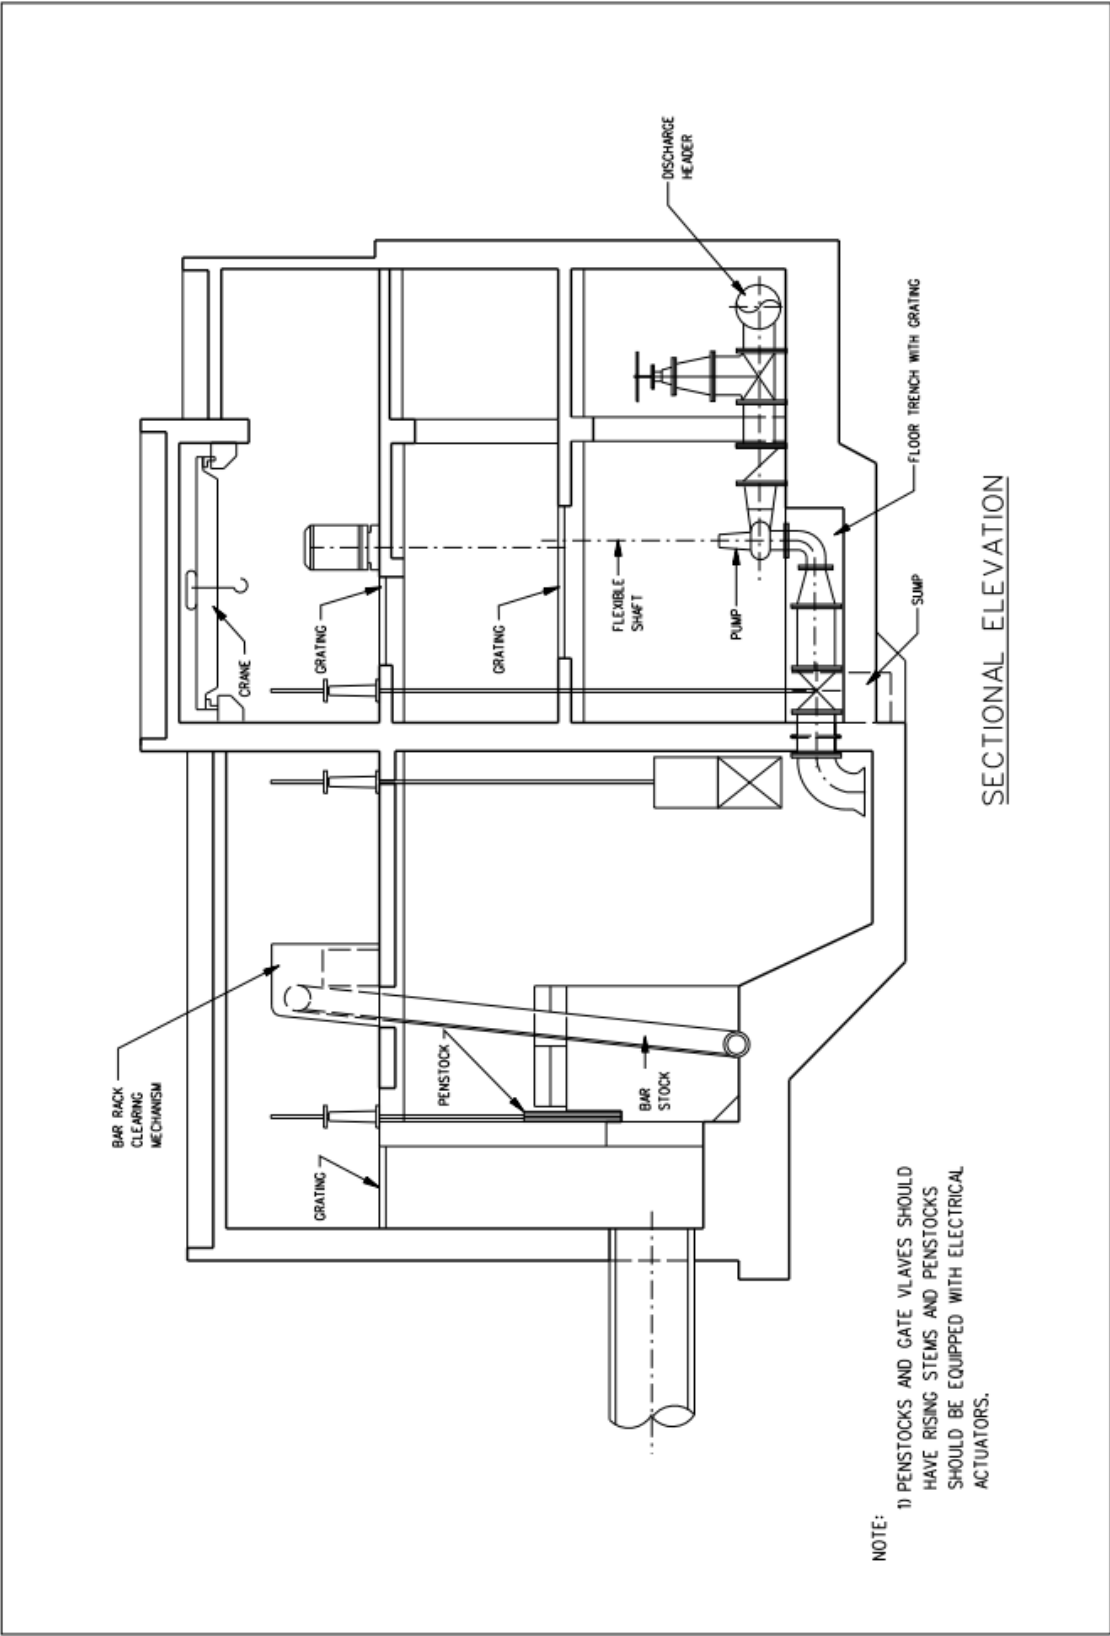 BAR RACK
CLEARING
MECHANISM
CRANE
GRATING
GRATING
GRATING
PENSTOCK
BAR
STOCK
FLEXIBLE
SHAFT
PUMP
DISCHARGE
HEADER
FLOOR TRENCH WITH GRATING
SUMP
SECTIONAL ELEVATION
NOTE:
1) PENSTOCKS AND GATE VLAVES SHOULD
HAVE RISING STEMS AND PENSTOCKS
SHOULD BE EQUIPPED WITH ELECTRICAL
ACTUATORS.